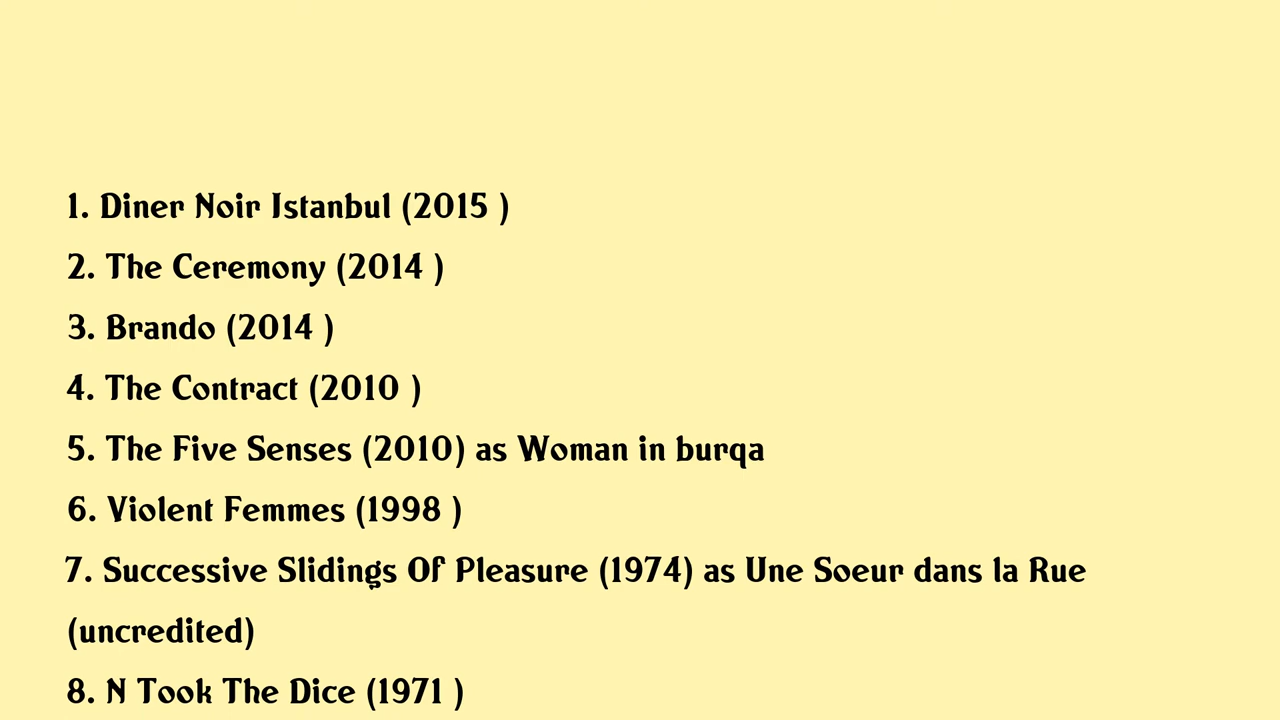 1. Diner Noir Istanbul (2015 )
2. The Ceremony (2014 )
3. Brando (2014 )
4. The Contract (2010 )
5. The Five Senses (2010) as Woman in burqa
6. Violent Femmes (1998 )
7. Successive Slidings Of Pleasure (1974) as Une Soeur dans la Rue
(uncredited)
8. N Took The Dice (1971 )